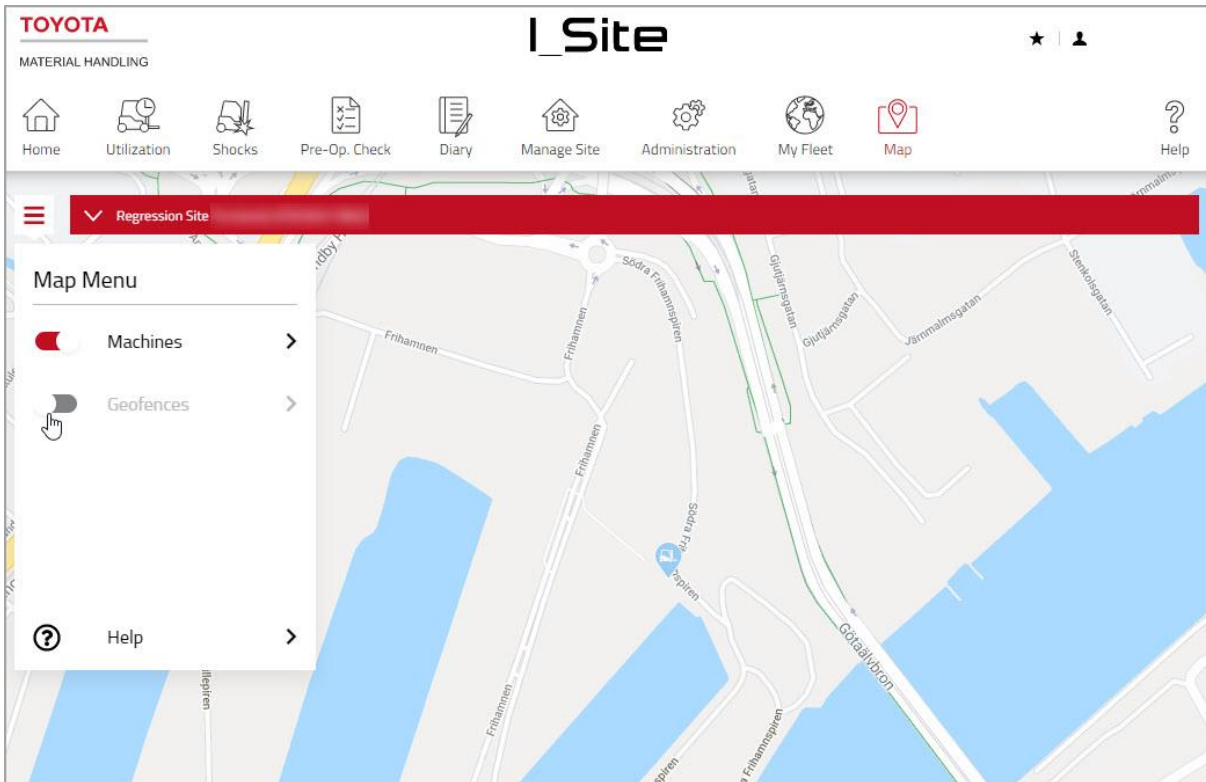 TOYOTA
MATERIAL HANDLING
I_Site
Home
Utilization
Shocks
Pre-Op. Check
Diary
Manage Site
Administration
My Fleet
Map
Help
Regression Site
Map Menu
Machines
Geofences
Help
Frihamnen
Frihamnen
Frihamnen
Frihamnen
Södra Frihamnspiren
Gjutjärnsgatan
Gjutjärnsgatan
Järnmalmsgatan
Stenkolsgatan
Götaälvbron